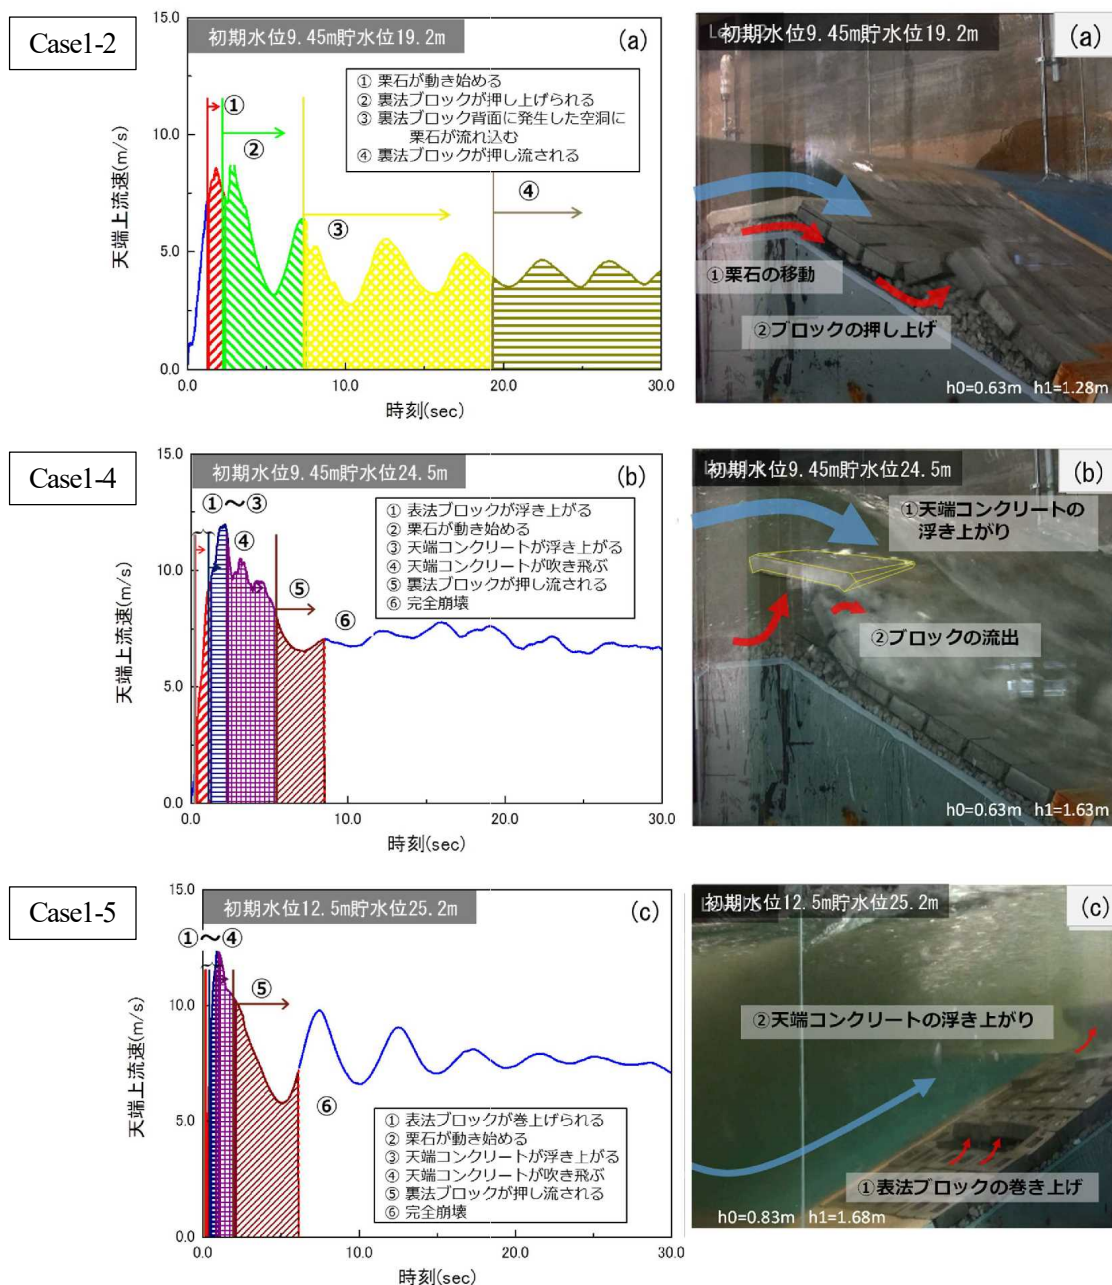 Case1-2
初期水位9.45m貯水位19.2m
(a)
① 栗石が動き始める
② 裏法ブロックが押し上げられる
③ 裏法ブロック背面に発生した空洞に
栗石が流れ込む
④ 裏法ブロックが押し流される
①
②
③
④
天端上流速(m/s)
15.0
10.0
5.0
0.0
0.0 10.0 20.0 30.0
時刻(sec)
初期水位9.45m貯水位19.2m
(a)
①栗石の移動
②ブロックの押し上げ
h0=0.63m h1=1.28m
Case1-4
初期水位9.45m貯水位24.5m
(b)
①～③
④
⑤
⑥
① 表法ブロックが浮き上がる
② 栗石が動き始める
③ 天端コンクリートが浮き上がる
④ 天端コンクリートが吹き飛ぶ
⑤ 裏法ブロックが押し流される
⑥ 完全崩壊
天端上流速(m/s)
15.0
10.0
5.0
0.0
0.0 10.0 20.0 30.0
時刻(sec)
初期水位9.45m貯水位24.5m
(b)
①天端コンクリートの
浮き上がり
②ブロックの流出
h0=0.63m h1=1.63m
Case1-5
初期水位12.5m貯水位25.2m
(c)
①～④
⑤
⑥
① 表法ブロックが巻上げられる
② 栗石が動き始める
③ 天端コンクリートが浮き上がる
④ 天端コンクリートが吹き飛ぶ
⑤ 裏法ブロックが押し流される
⑥ 完全崩壊
天端上流速(m/s)
15.0
10.0
5.0
0.0
0.0 10.0 20.0 30.0
時刻(sec)
初期水位12.5m貯水位25.2m
(c)
②天端コンクリートの浮き上がり
①表法ブロックの巻き上げ
h0=0.83m h1=1.68m